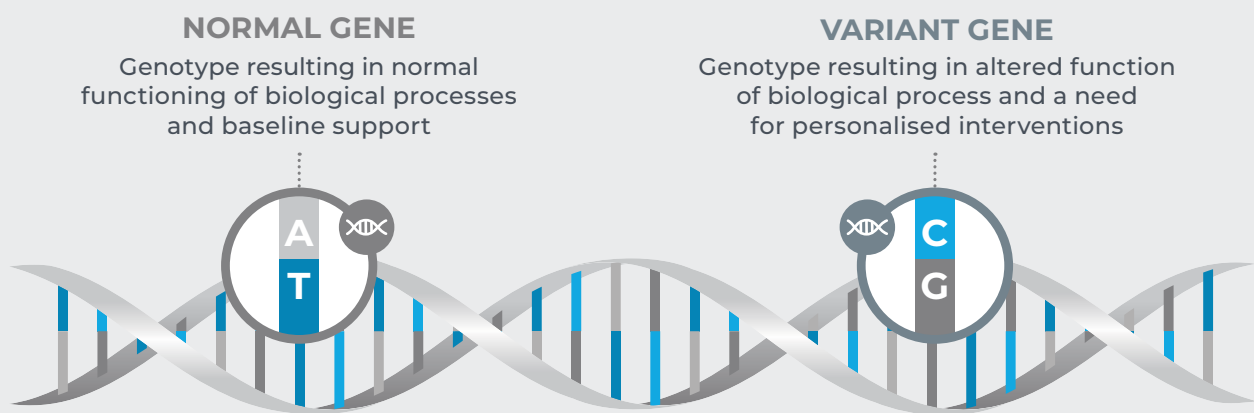 NORMAL GENE
Genotype resulting in normal
functioning of biological processes
and baseline support
A
T
VARIANT GENE
Genotype resulting in altered function
of biological process and a need
for personalised interventions
C
G